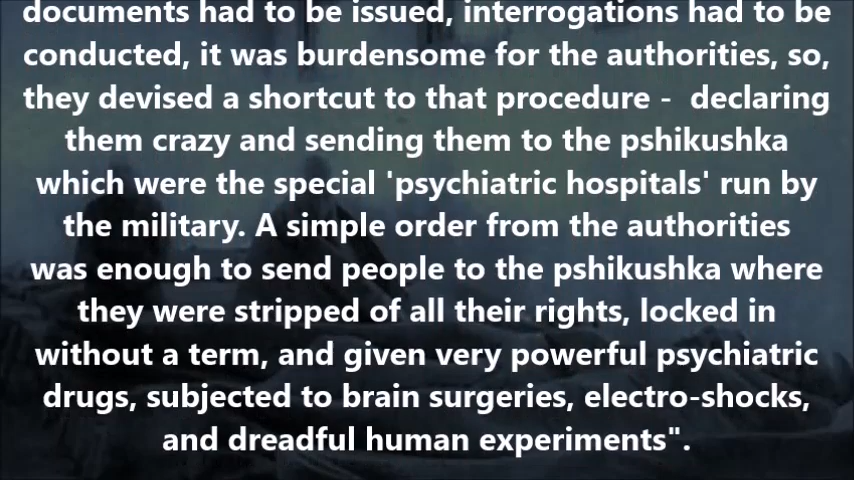 documents had to be issued, interrogations had to be
conducted, it was burdensome for the authorities, so,
they devised a shortcut to that procedure -  declaring
them crazy and sending them to the pshikushka
which were the special 'psychiatric hospitals' run by
the military. A simple order from the authorities
was enough to send people to the pshikushka where
they were stripped of all their rights, locked in
without a term, and given very powerful psychiatric
drugs, subjected to brain surgeries, electro-shocks,
and dreadful human experiments".